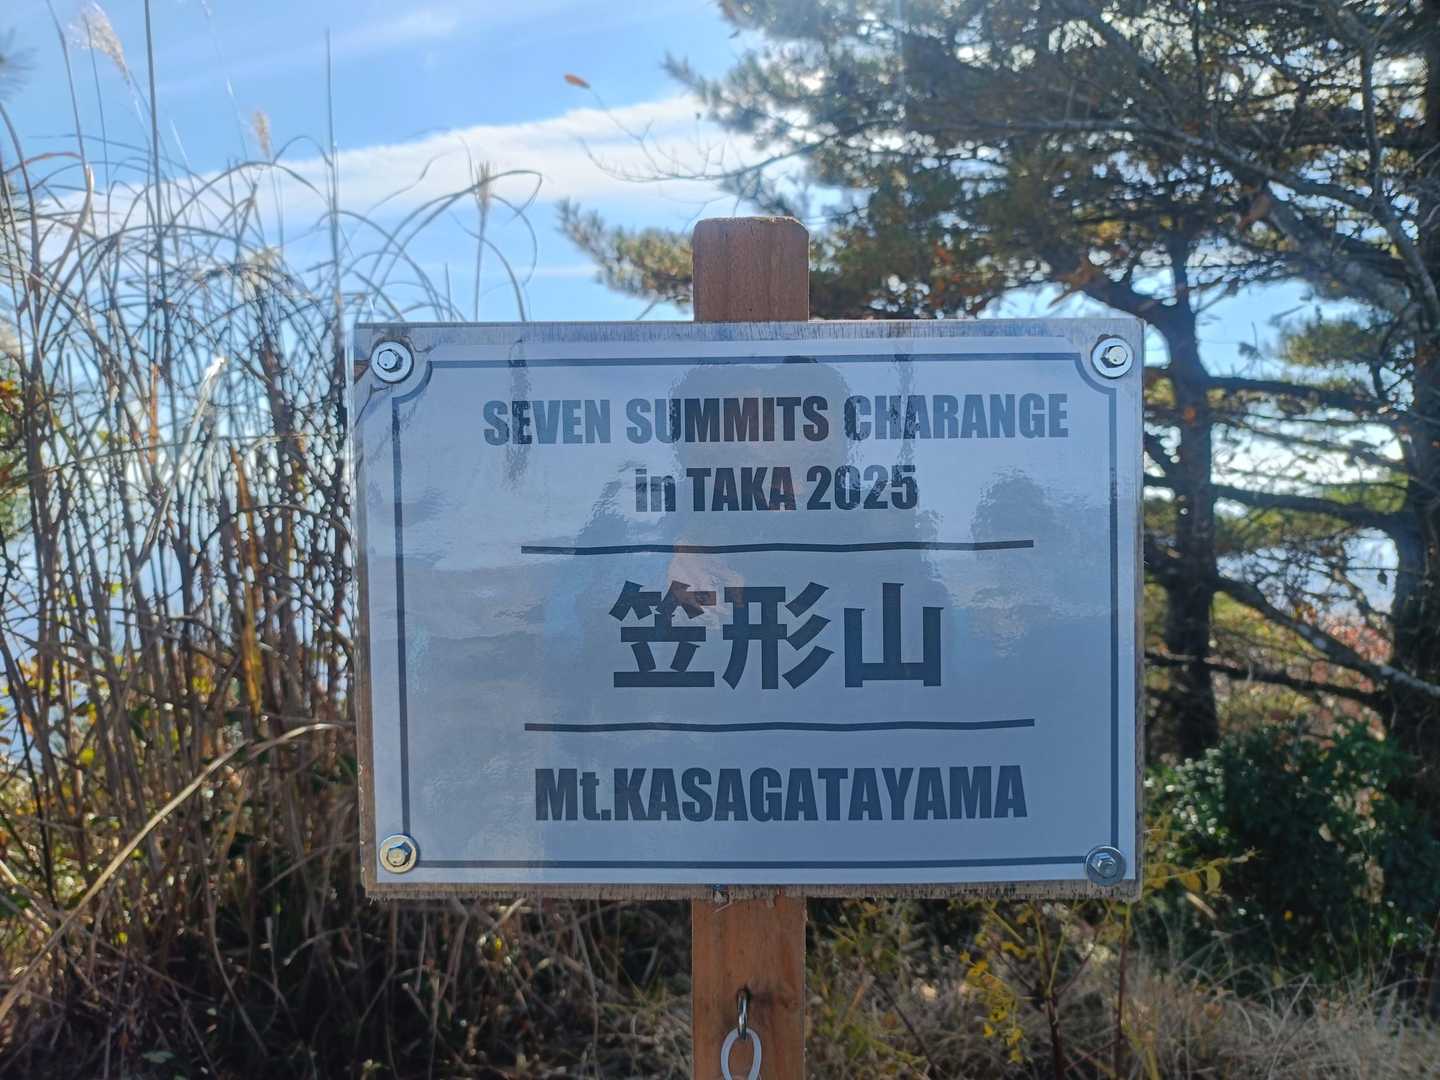 SEVEN SUMMITS CHARANGE
in TAKA 2025
笠形山
Mt.KASAGATAYAMA